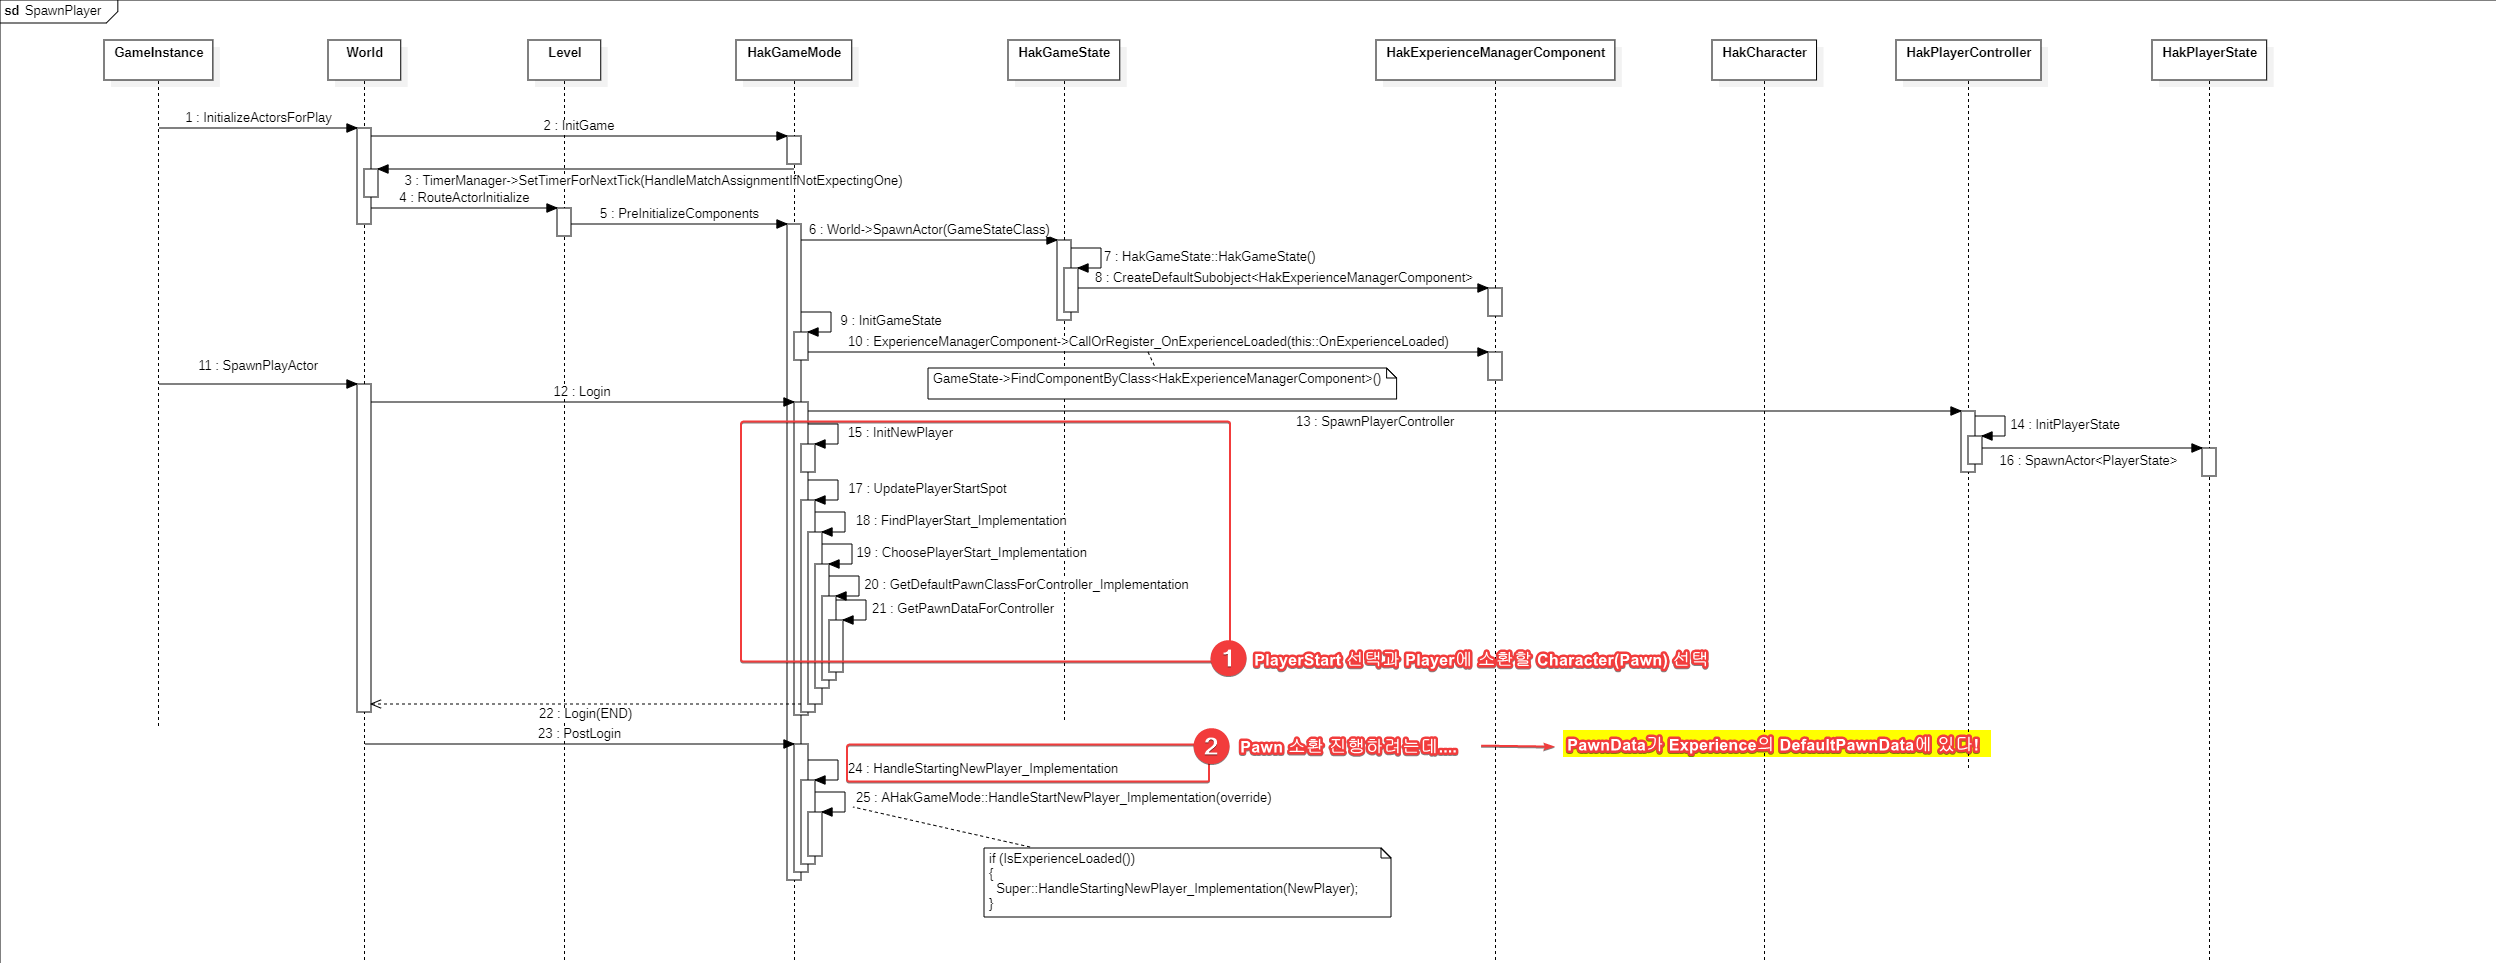 sd SpawnPlayer
GameInstance
World
Level
HakGameMode
HakGameState
HakExperienceManagerComponent
HakCharacter
HakPlayerController
HakPlayerState
1 : InitializeActorsForPlay
2 : InitGame
3 : TimerManager->SetTimerForNextTick(HandleMatchAssignmentIfNotExpectingOne)
4 : RouteActorInitialize
5 : PreInitializeComponents
6 : World->SpawnActor(GameStateClass)
7 : HakGameState::HakGameState()
8 : CreateDefaultSubobject<HakExperienceManagerComponent>
9 : InitGameState
10 : ExperienceManagerComponent->CallOrRegister_OnExperienceLoaded(this::OnExperienceLoaded)
GameState->FindComponentByClass<HakExperienceManagerComponent>()
11 : SpawnPlayActor
12 : Login
13 : SpawnPlayerController
14 : InitPlayerState
15 : InitNewPlayer
16 : SpawnActor<PlayerState>
17 : UpdatePlayerStartSpot
18 : FindPlayerStart_Implementation
19 : ChoosePlayerStart_Implementation
20 : GetDefaultPawnClassForController_Implementation
21 : GetPawnDataForController
1 PlayerStart 선택과 Player에 소환할 Character(Pawn) 선택
22 : Login(END)
23 : PostLogin
2 Pawn 소환 진행하려는데....
PawnData가 Experience의 DefaultPawnData에 있다!
24 : HandleStartingNewPlayer_Implementation
25 : AHakGameMode::HandleStartNewPlayer_Implementation(override)
if (IsExperienceLoaded())
{
Super::HandleStartingNewPlayer_Implementation(NewPlayer);
}